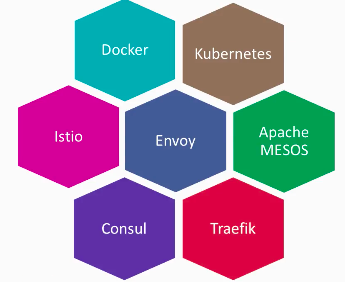 Docker
Kubernetes
Istio
Envoy
Apache
MESOS
Consul
Traefik